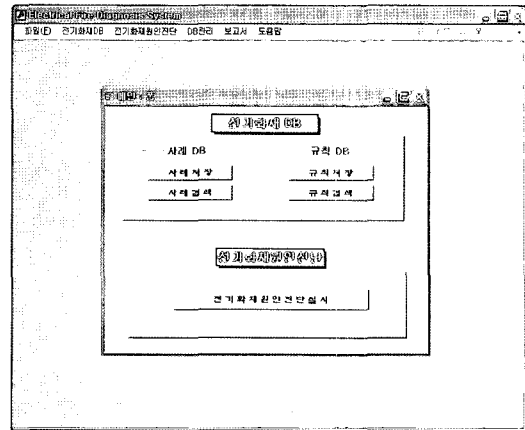 Electrical Fire Diagnosis System
파일(F) 전기화재DB 전기화재원인진단 DB관리 보고서 도움말
전기화재 DB
사례 DB 규칙 DB
사례저장 규칙저장
사례검색 규칙검색
전기화재원인진단
전기화재원인진단실시